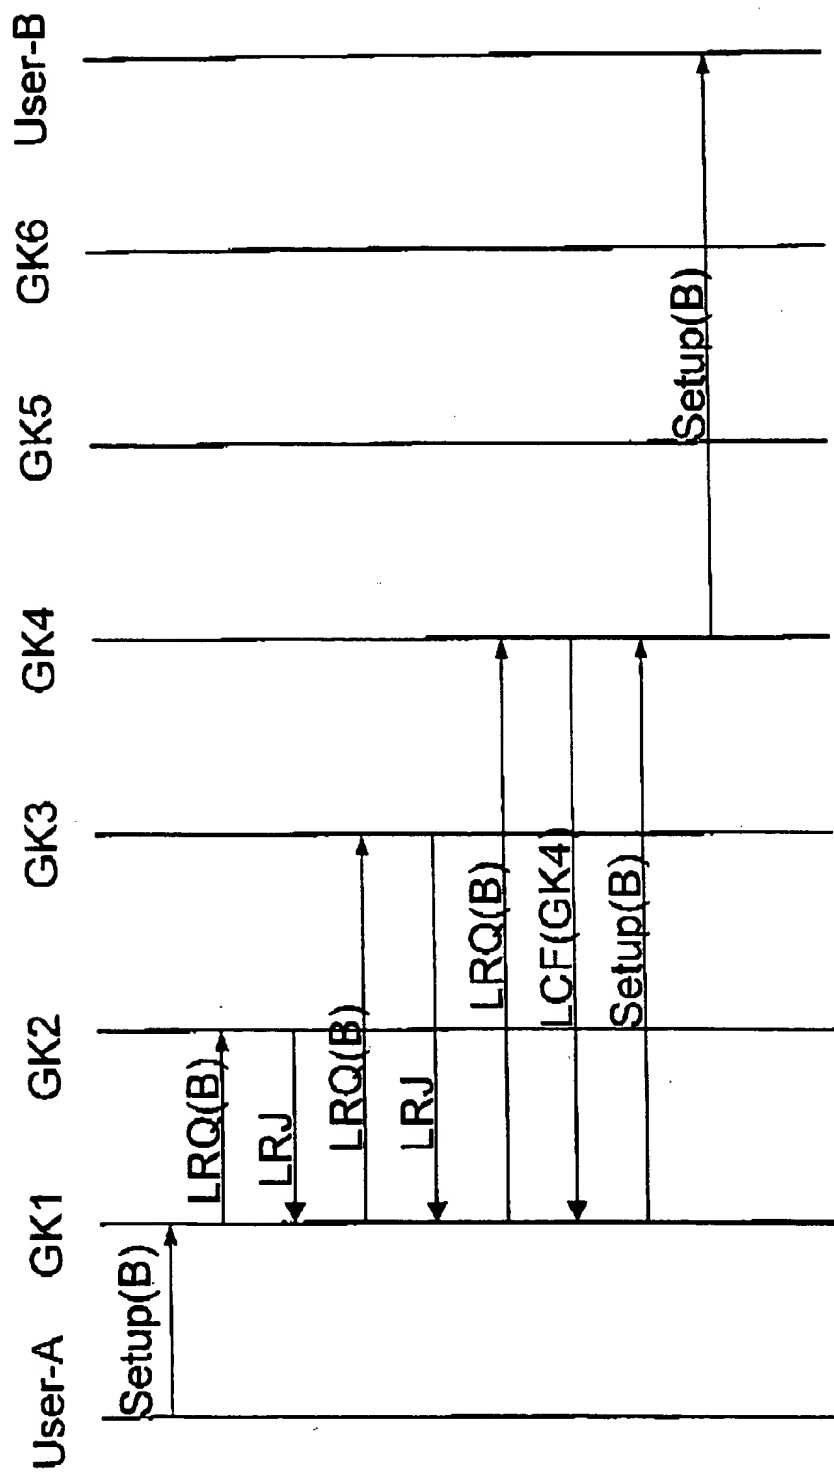 User-A GK1 GK2 GK3 GK4 GK5 GK6 User-B
Setup(B)
LRQ(B)
LRJ
LRQ(B)
LRJ
LRQ(B)
LCF(GK4)
Setup(B)
Setup(B)